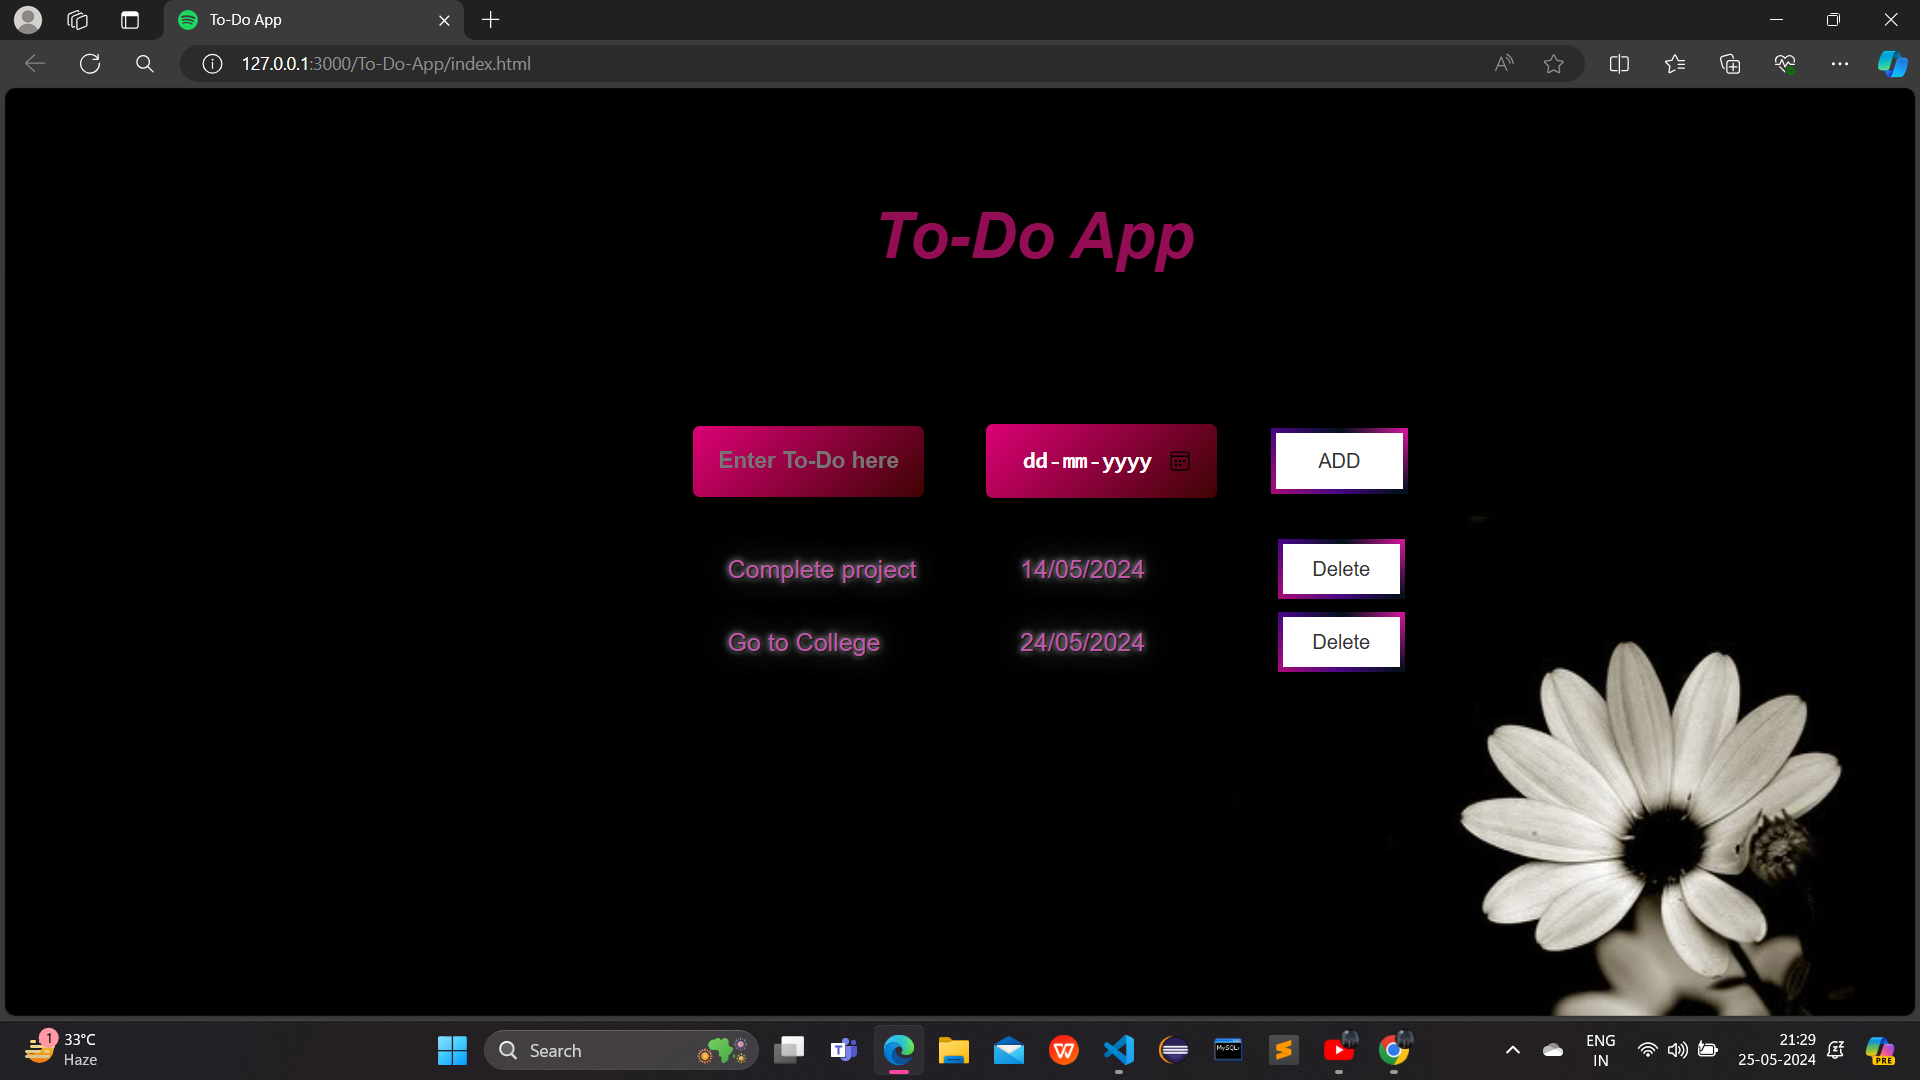 To-Do App
127.0.0.1:3000/To-Do-App/index.html
To-Do App
Enter To-Do here
dd-mm-yyyy
ADD
Complete project
14/05/2024
Delete
Go to College
24/05/2024
Delete
1
33°C
Haze
Search
ENG
IN
21:29
25-05-2024
PRE
MySQL